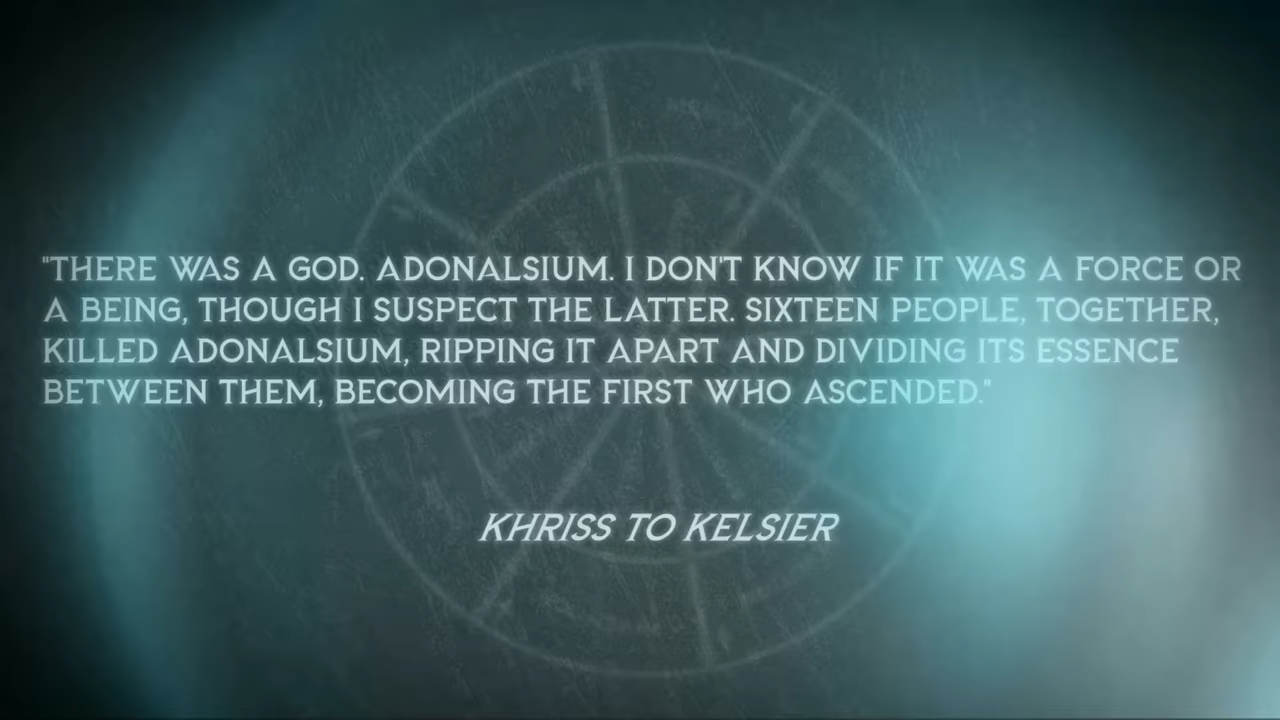 "THERE WAS A GOD. ADONALSIUM. I DON'T KNOW IF IT WAS A FORCE OR
A BEING, THOUGH I SUSPECT THE LATTER. SIXTEEN PEOPLE, TOGETHER,
KILLED ADONALSIUM, RIPPING IT APART AND DIVIDING ITS ESSENCE
BETWEEN THEM, BECOMING THE FIRST WHO ASCENDED."
KHRISS TO KELSIER